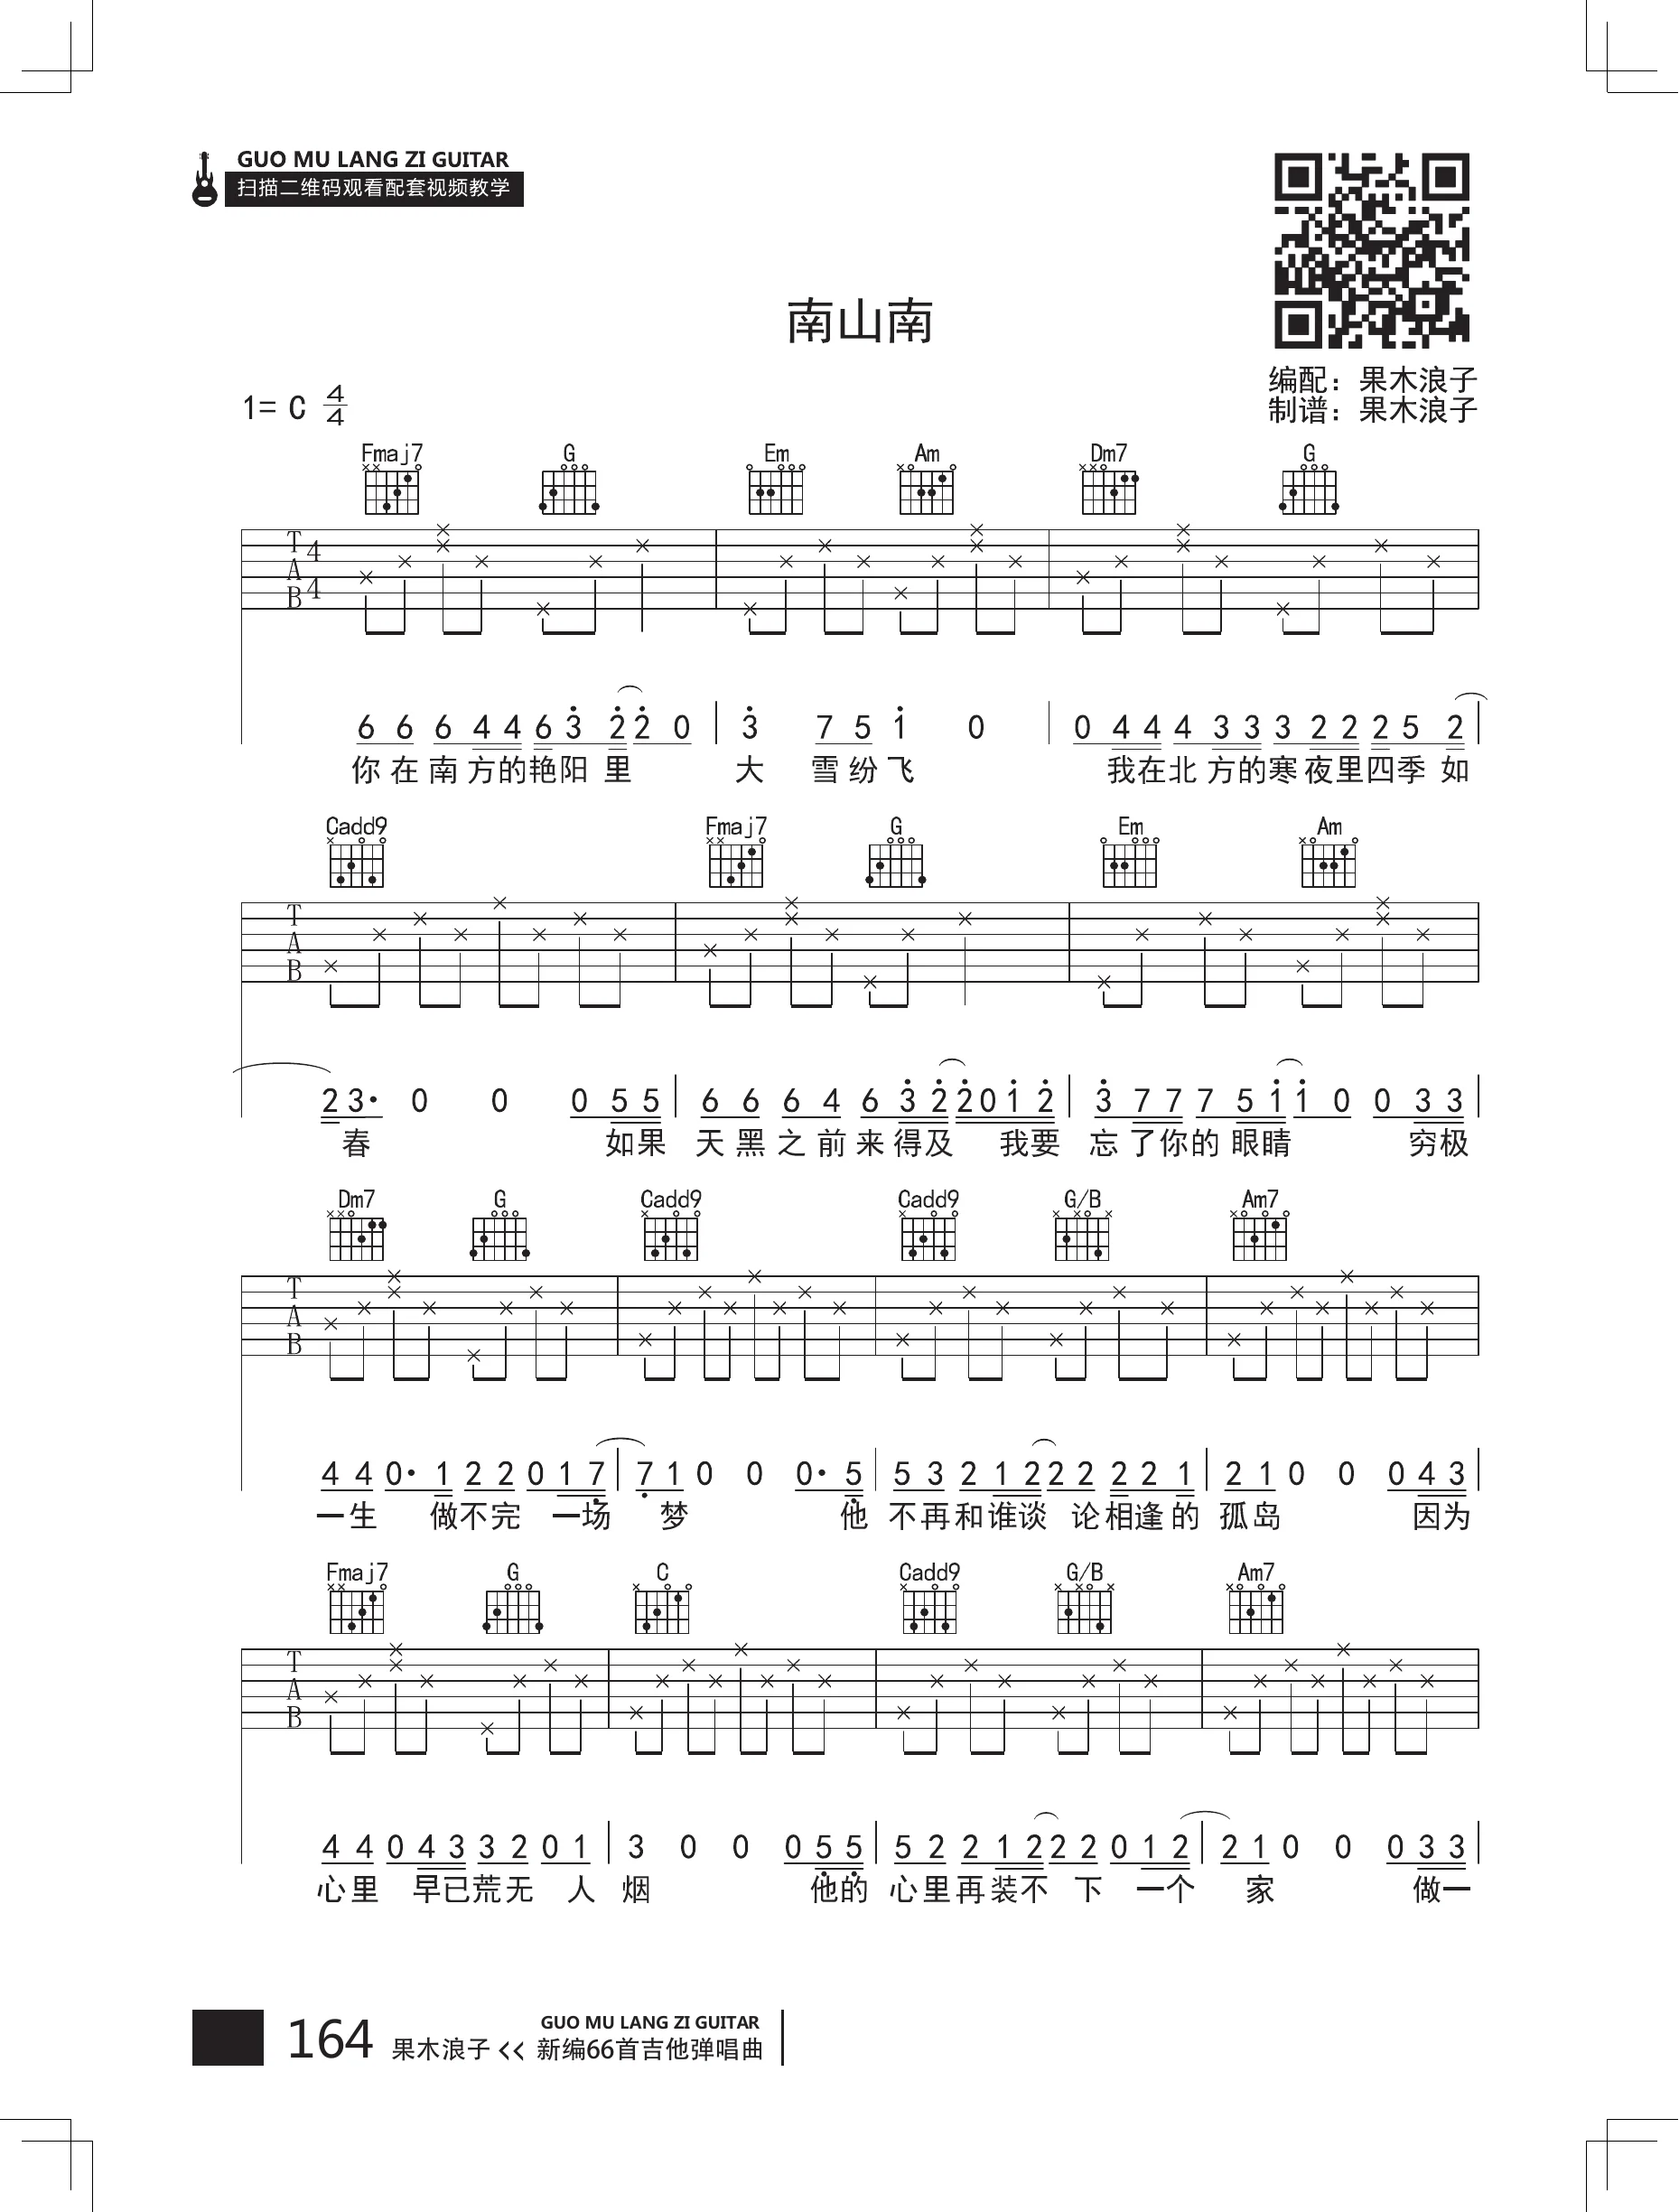 GUO MU LANG ZI GUITAR
扫描二维码观看配套视频教学
南山南
编配：果木浪子
制谱：果木浪子
1= C 4/4
Fmaj7 G Em Am Dm7 G
T A B 4 4
6 6 6 4 4 6 3 2 2 0 | 3 7 5 1 0 | 0 4 4 4 3 3 3 2 2 2 5 2 |
你在南方的艳阳里 大雪纷飞 我在北方的寒夜里四季如
Cadd9 Fmaj7 G Em Am
T A B
2 3· 0 0 0 5 5 | 6 6 6 4 6 3 2 2 0 1 2 | 3 7 7 7 5 1 1 0 0 3 3 |
春 如果 天黑之前来得及 我要 忘了你的眼睛 穷极
Dm7 G Cadd9 Cadd9 G/B Am7
T A B
4 4 0· 1 2 2 0 1 7 | 7 1 0 0 0· 5 | 5 3 2 1 2 2 2 2 2 1 | 2 1 0 0 0 4 3 |
一生 做不完 一场 梦 他 不再和谁谈 论相逢的 孤岛 因为
Fmaj7 G C Cadd9 G/B Am7
T A B
4 4 0 4 3 3 2 0 1 | 3 0 0 0 5 5 | 5 2 2 1 2 2 2 0 1 2 | 2 1 0 0 0 3 3 |
心里 早已荒无 人 烟 他的 心里再装不 下 一个 家 做一
164 果木浪子 << GUO MU LANG ZI GUITAR
新编66首吉他弹唱曲